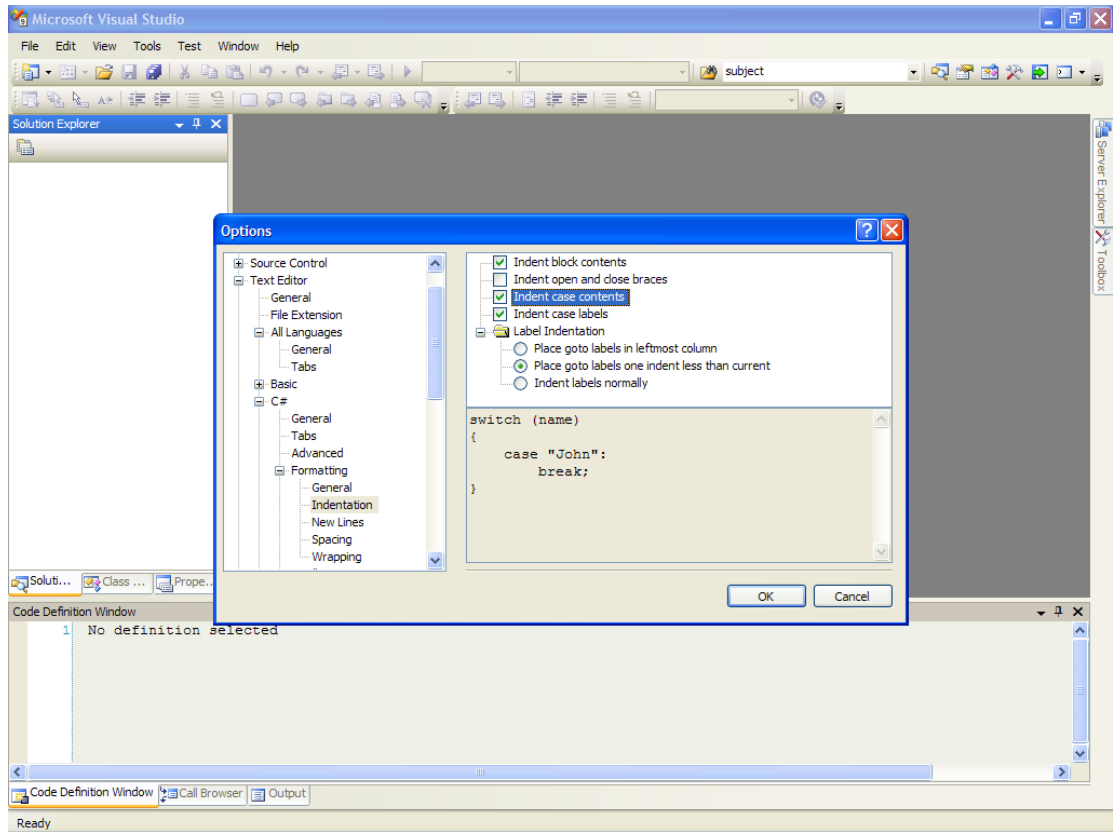 Microsoft Visual Studio
File Edit View Tools Test Window Help
subject
Solution Explorer
Server Explorer
Toolbox
Options
Source Control
Text Editor
General
File Extension
All Languages
General
Tabs
Basic
C#
General
Tabs
Advanced
Formatting
General
Indentation
New Lines
Spacing
Wrapping
Indent block contents
Indent open and close braces
Indent case contents
Indent case labels
Label Indentation
Place goto labels in leftmost column
Place goto labels one indent less than current
Indent labels normally
switch (name)
{
case "John":
break;
}
OK Cancel
Soluti... Class ... Prope...
Code Definition Window
1 No definition selected
Code Definition Window Call Browser Output
Ready